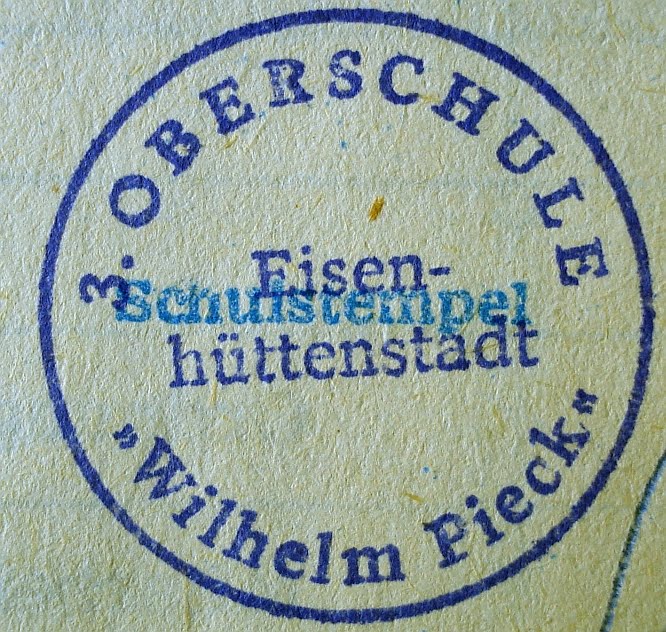 3. OBERSCHULE
Eisen-
Schulstempel
hüttenstadt
„Wilhelm Pieck“